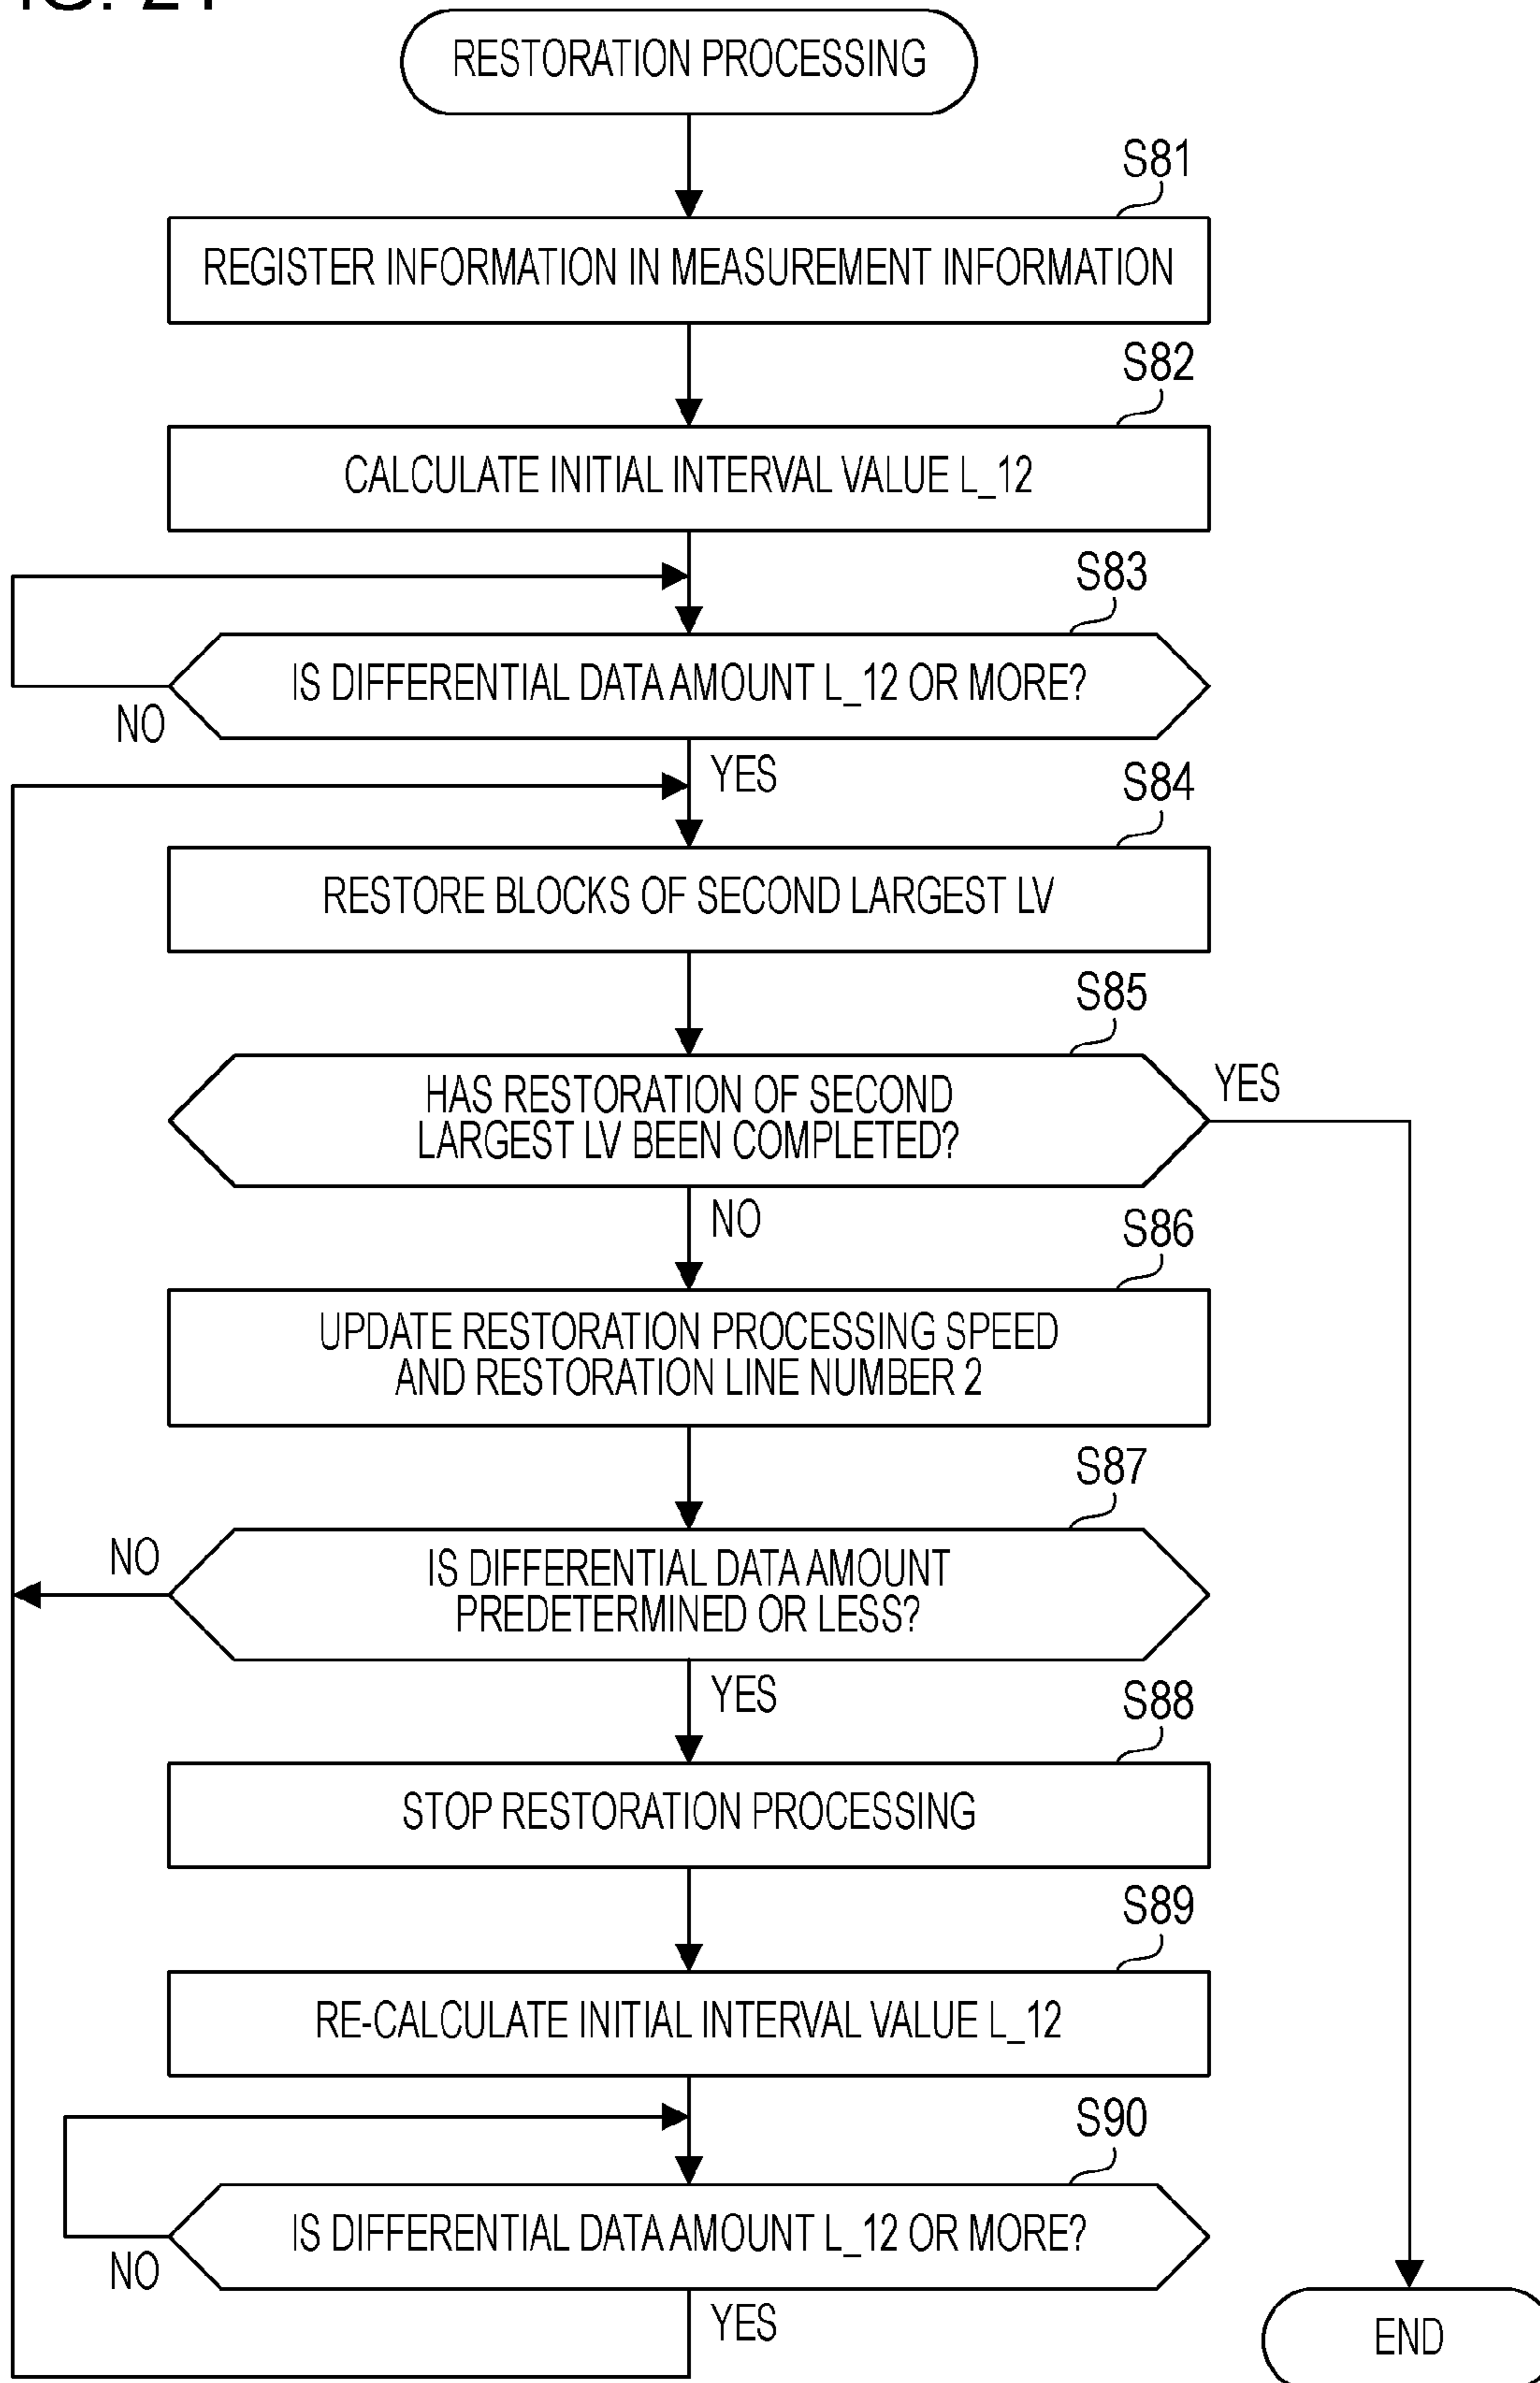 RESTORATION PROCESSING
S81
REGISTER INFORMATION IN MEASUREMENT INFORMATION
S82
CALCULATE INITIAL INTERVAL VALUE L_12
S83
IS DIFFERENTIAL DATA AMOUNT L_12 OR MORE?
NO
YES
S84
RESTORE BLOCKS OF SECOND LARGEST LV
S85
HAS RESTORATION OF SECOND
LARGEST LV BEEN COMPLETED?
YES
NO
S86
UPDATE RESTORATION PROCESSING SPEED
AND RESTORATION LINE NUMBER 2
S87
NO
IS DIFFERENTIAL DATA AMOUNT
PREDETERMINED OR LESS?
YES
S88
STOP RESTORATION PROCESSING
S89
RE-CALCULATE INITIAL INTERVAL VALUE L_12
S90
IS DIFFERENTIAL DATA AMOUNT L_12 OR MORE?
NO
YES
END